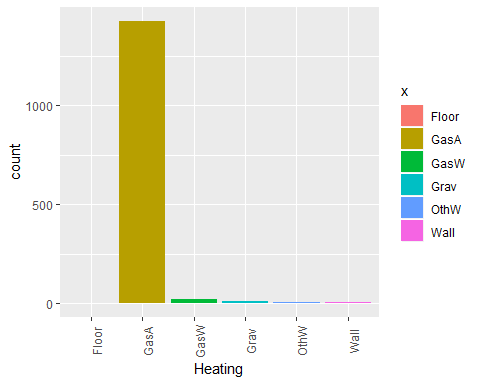 count
1000
500
0
Floor
GasA
GasW
Grav
OthW
Wall
Heating
x
Floor
GasA
GasW
Grav
OthW
Wall